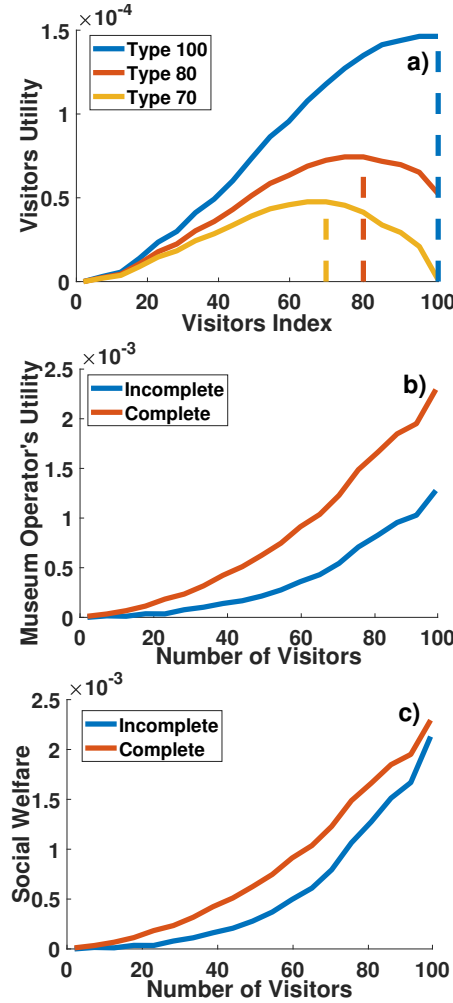 ×10⁻⁴
1.5
Type 100
Type 80
Type 70
a)
1
0.5
0
Visitors Utility
20 40 60 80 100
Visitors Index
×10⁻³
2.5
Incomplete
Complete
b)
2
1.5
1
0.5
0
Museum Operator's Utility
0 20 40 60 80 100
Number of Visitors
×10⁻³
2.5
Incomplete
Complete
c)
2
1.5
1
0.5
0
Social Welfare
0 20 40 60 80 100
Number of Visitors